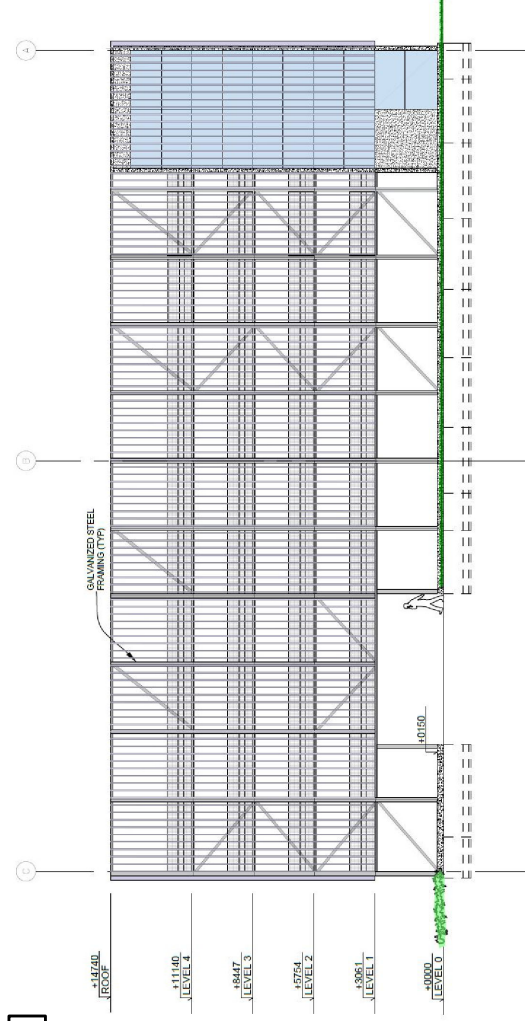 A
B
C
GALVANIZED STEEL
FRAMING (TYP)
+0150
+14740
ROOF
+11140
LEVEL 4
+8447
LEVEL 3
+5754
LEVEL 2
+3061
LEVEL 1
+0000
LEVEL 0